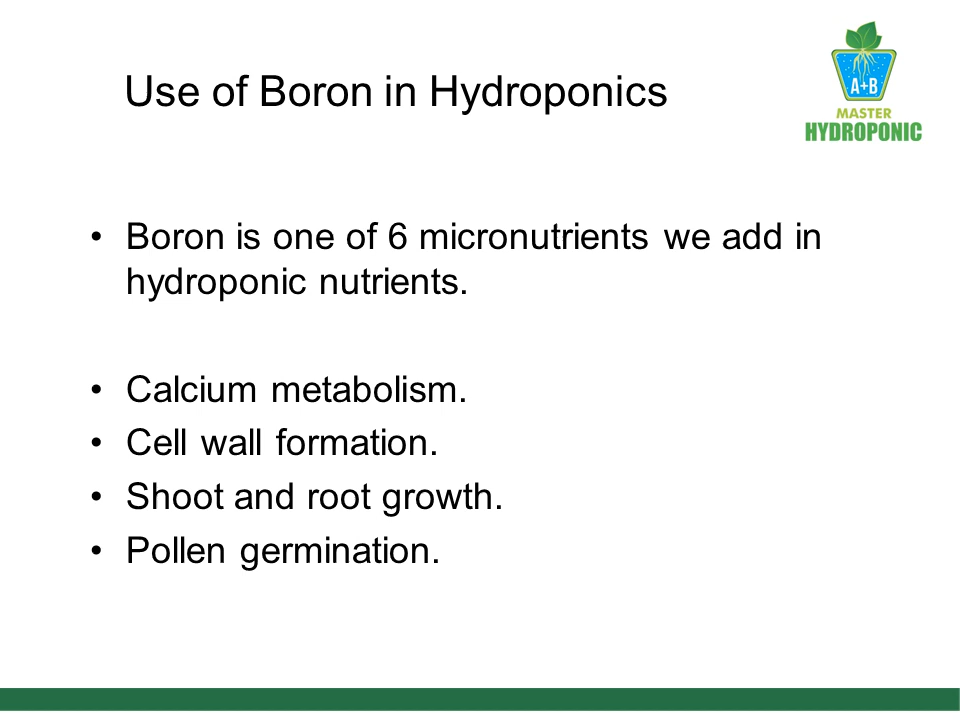 Use of Boron in Hydroponics
A+B
MASTER
HYDROPONIC
• Boron is one of 6 micronutrients we add in
hydroponic nutrients.
• Calcium metabolism.
• Cell wall formation.
• Shoot and root growth.
• Pollen germination.